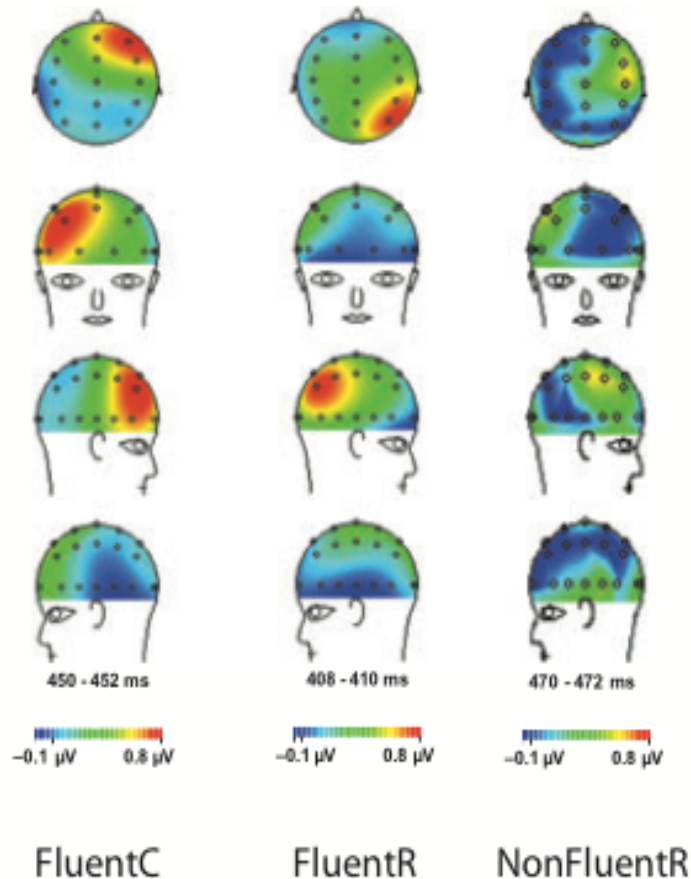 450 - 452 ms 408 - 410 ms 470 - 472 ms
–0.1 µV 0.8 µV –0.1 µV 0.8 µV –0.1 µV 0.8 µV
FluentC FluentR NonFluentR